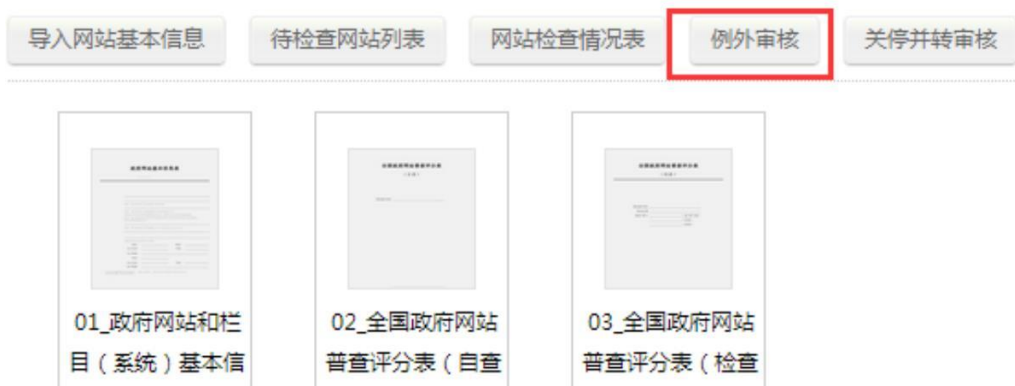 导入网站基本信息 待检查网站列表 网站检查情况表 例外审核 关停并转审核
01_政府网站和栏
目（系统）基本信
02_全国政府网站
普查评分表（自查
03_全国政府网站
普查评分表（检查